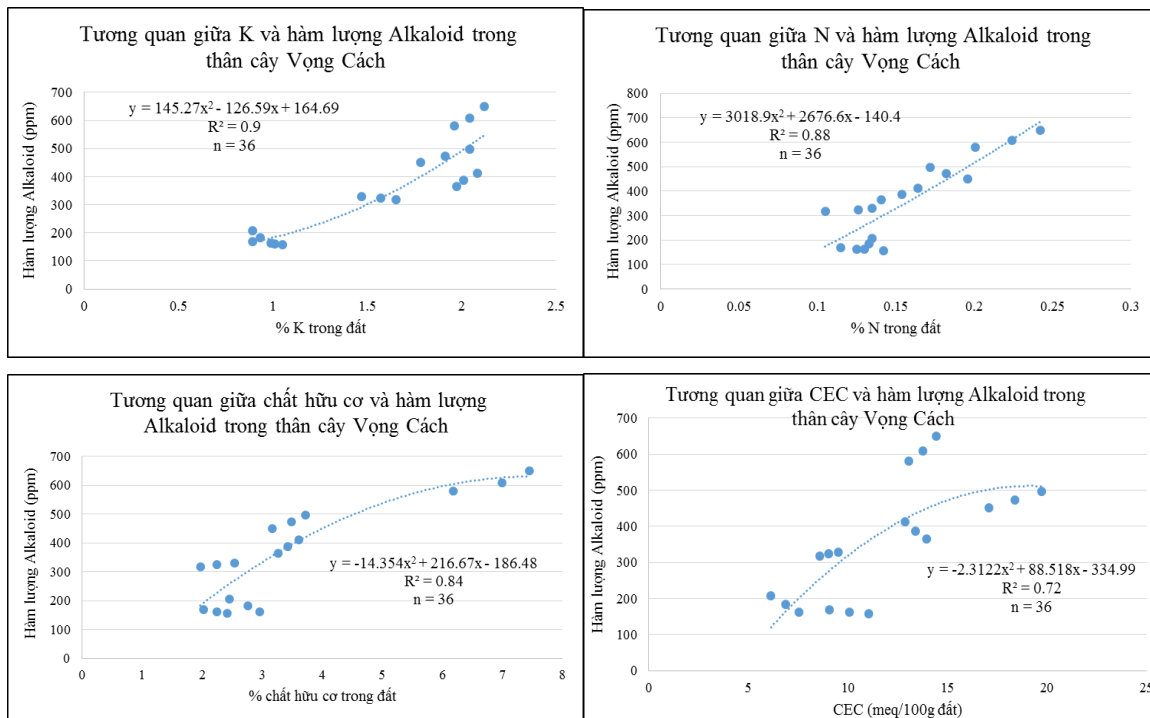 Tương quan giữa K và hàm lượng Alkaloid trong
thân cây Vọng Cách
y = 145.27x² - 126.59x + 164.69
R² = 0.9
n = 36
Hàm lượng Alkaloid (ppm)
700
600
500
400
300
200
100
0
0 0.5 1 1.5 2 2.5
% K trong đất
Tương quan giữa N và hàm lượng Alkaloid trong
thân cây Vọng Cách
y = 3018.9x² + 2676.6x - 140.4
R² = 0.88
n = 36
Hàm lượng Alkaloid (ppm)
800
700
600
500
400
300
200
100
0
0 0.05 0.1 0.15 0.2 0.25 0.3
% N trong đất
Tương quan giữa chất hữu cơ và hàm lượng
Alkaloid trong thân cây Vọng Cách
Hàm lượng Alkaloid (ppm)
700
600
500
400
300
200
100
0
y = -14.354x² + 216.67x - 186.48
R² = 0.84
n = 36
0 1 2 3 4 5 6 7 8
% chất hữu cơ trong đất
Tương quan giữa CEC và hàm lượng Alkaloid trong
thân cây Vọng Cách
Hàm lượng Alkaloid (ppm)
700
600
500
400
300
200
100
0
y = -2.3122x² + 88.518x - 334.99
R² = 0.72
n = 36
0 5 10 15 20 25
CEC (meq/100g đất)